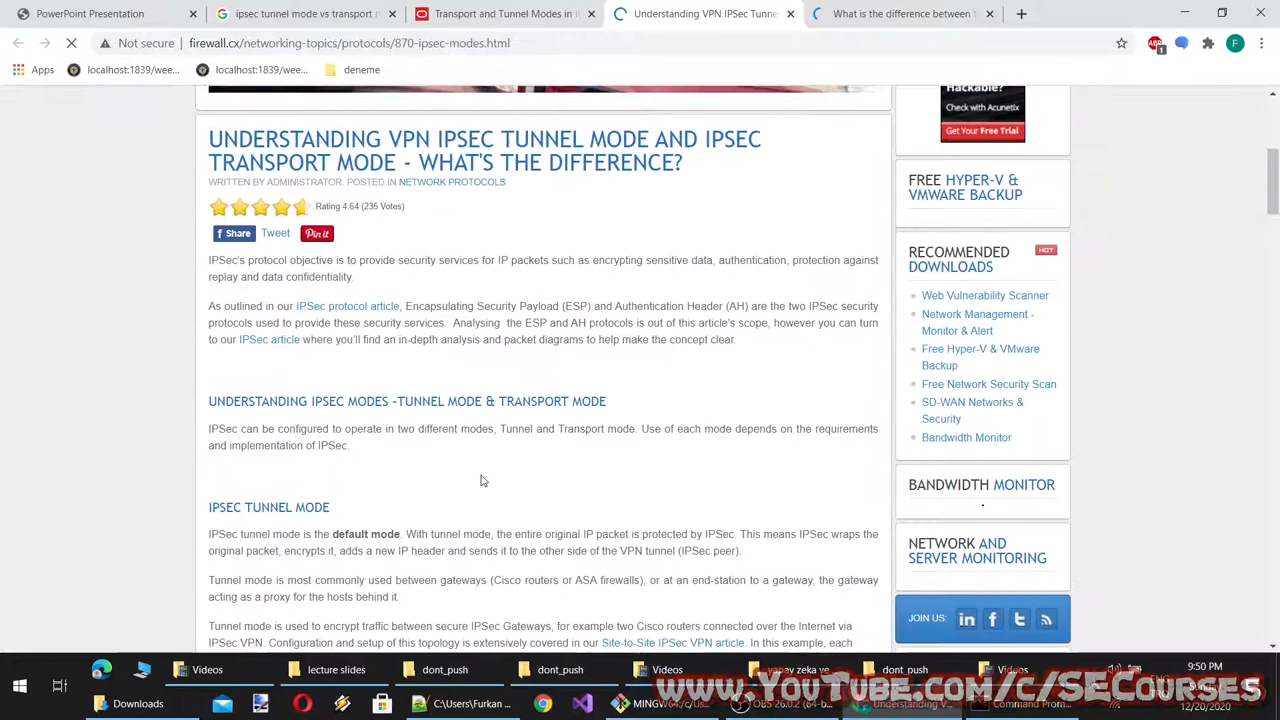 PowerPoint Presentation
ipsec tunnel mode vs transport r
Transport and Tunnel Modes in I
Understanding VPN IPSec Tunne
What is the difference between t
Not secure
firewall.cx/networking-topics/protocols/870-ipsec-modes.html
1
F
Apps
localhost:1839/wee...
localhost:1839/wee...
deneme
Hackable?
Check with Acunetix
Get Your Free Trial
UNDERSTANDING VPN IPSEC TUNNEL MODE AND IPSEC
TRANSPORT MODE - WHAT'S THE DIFFERENCE?
WRITTEN BY ADMINISTRATOR. POSTED IN NETWORK PROTOCOLS
Rating 4.64 (235 Votes)
f Share
Tweet
Pin it
IPSec's protocol objective is to provide security services for IP packets such as encrypting sensitive data, authentication, protection against
replay and data confidentiality.
As outlined in our IPSec protocol article, Encapsulating Security Payload (ESP) and Authentication Header (AH) are the two IPSec security
protocols used to provide these security services. Analysing the ESP and AH protocols is out of this article's scope, however you can turn
to our IPSec article where you'll find an in-depth analysis and packet diagrams to help make the concept clear.
UNDERSTANDING IPSEC MODES -TUNNEL MODE & TRANSPORT MODE
IPSec can be configured to operate in two different modes, Tunnel and Transport mode. Use of each mode depends on the requirements
and implementation of IPSec.
IPSEC TUNNEL MODE
IPSec tunnel mode is the default mode. With tunnel mode, the entire original IP packet is protected by IPSec. This means IPSec wraps the
original packet, encrypts it, adds a new IP header and sends it to the other side of the VPN tunnel (IPSec peer).
Tunnel mode is most commonly used between gateways (Cisco routers or ASA firewalls), or at an end-station to a gateway, the gateway
acting as a proxy for the hosts behind it.
Tunnel mode is used to encrypt traffic between secure IPSec Gateways, for example two Cisco routers connected over the Internet via
IPSec VPN. Configuration and setup of this topology is extensively covered in our Site-to-Site IPSec VPN article. In this example, each
FREE HYPER-V &
VMWARE BACKUP
RECOMMENDED
DOWNLOADS
HOT
Web Vulnerability Scanner
Network Management -
Monitor & Alert
Free Hyper-V & VMware
Backup
Free Network Security Scan
SD-WAN Networks &
Security
Bandwidth Monitor
BANDWIDTH MONITOR
NETWORK AND
SERVER MONITORING
JOIN US:
Videos
lecture slides
dont_push
dont_push
Videos
yapay zeka ve
dont_push
Videos
ENG
9:50 PM
Sunday
12/20/2020
Downloads
C:\Users\Furkan ...
MINGW64:/c/Us...
OBS 26.0.2 (64-b...
Understanding V...
Command Prom...
www.YouTube.com/c/SECourses